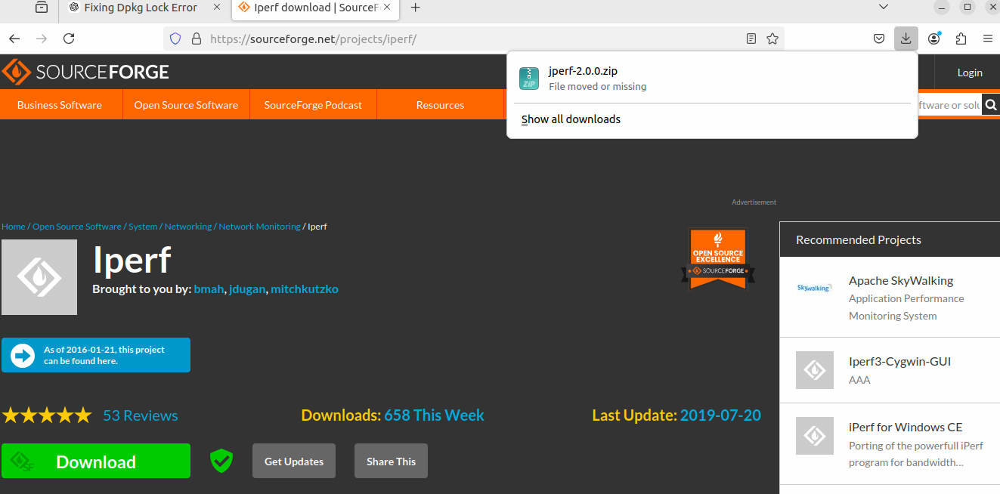 Fixing Dpkg Lock Error
Iperf download | SourceF
https://sourceforge.net/projects/iperf/
jperf-2.0.0.zip
File moved or missing
Show all downloads
ZIP
SOURCEFORGE
Login
Business Software
Open Source Software
SourceForge Podcast
Resources
ftware or solu
Advertisement
Home / Open Source Software / System / Networking / Network Monitoring / Iperf
Iperf
Brought to you by: bmah, jdugan, mitchkutzko
OPEN SOURCE
EXCELLENCE
SOURCEFORGE
As of 2016-01-21, this project
can be found here.
53 Reviews
Downloads: 658 This Week
Last Update: 2019-07-20
SF
Download
Get Updates
Share This
Recommended Projects
Skywalking
Apache SkyWalking
Application Performance
Monitoring System
Iperf3-Cygwin-GUI
AAA
iPerf for Windows CE
Porting of the powerfull iPerf
program for bandwidth...